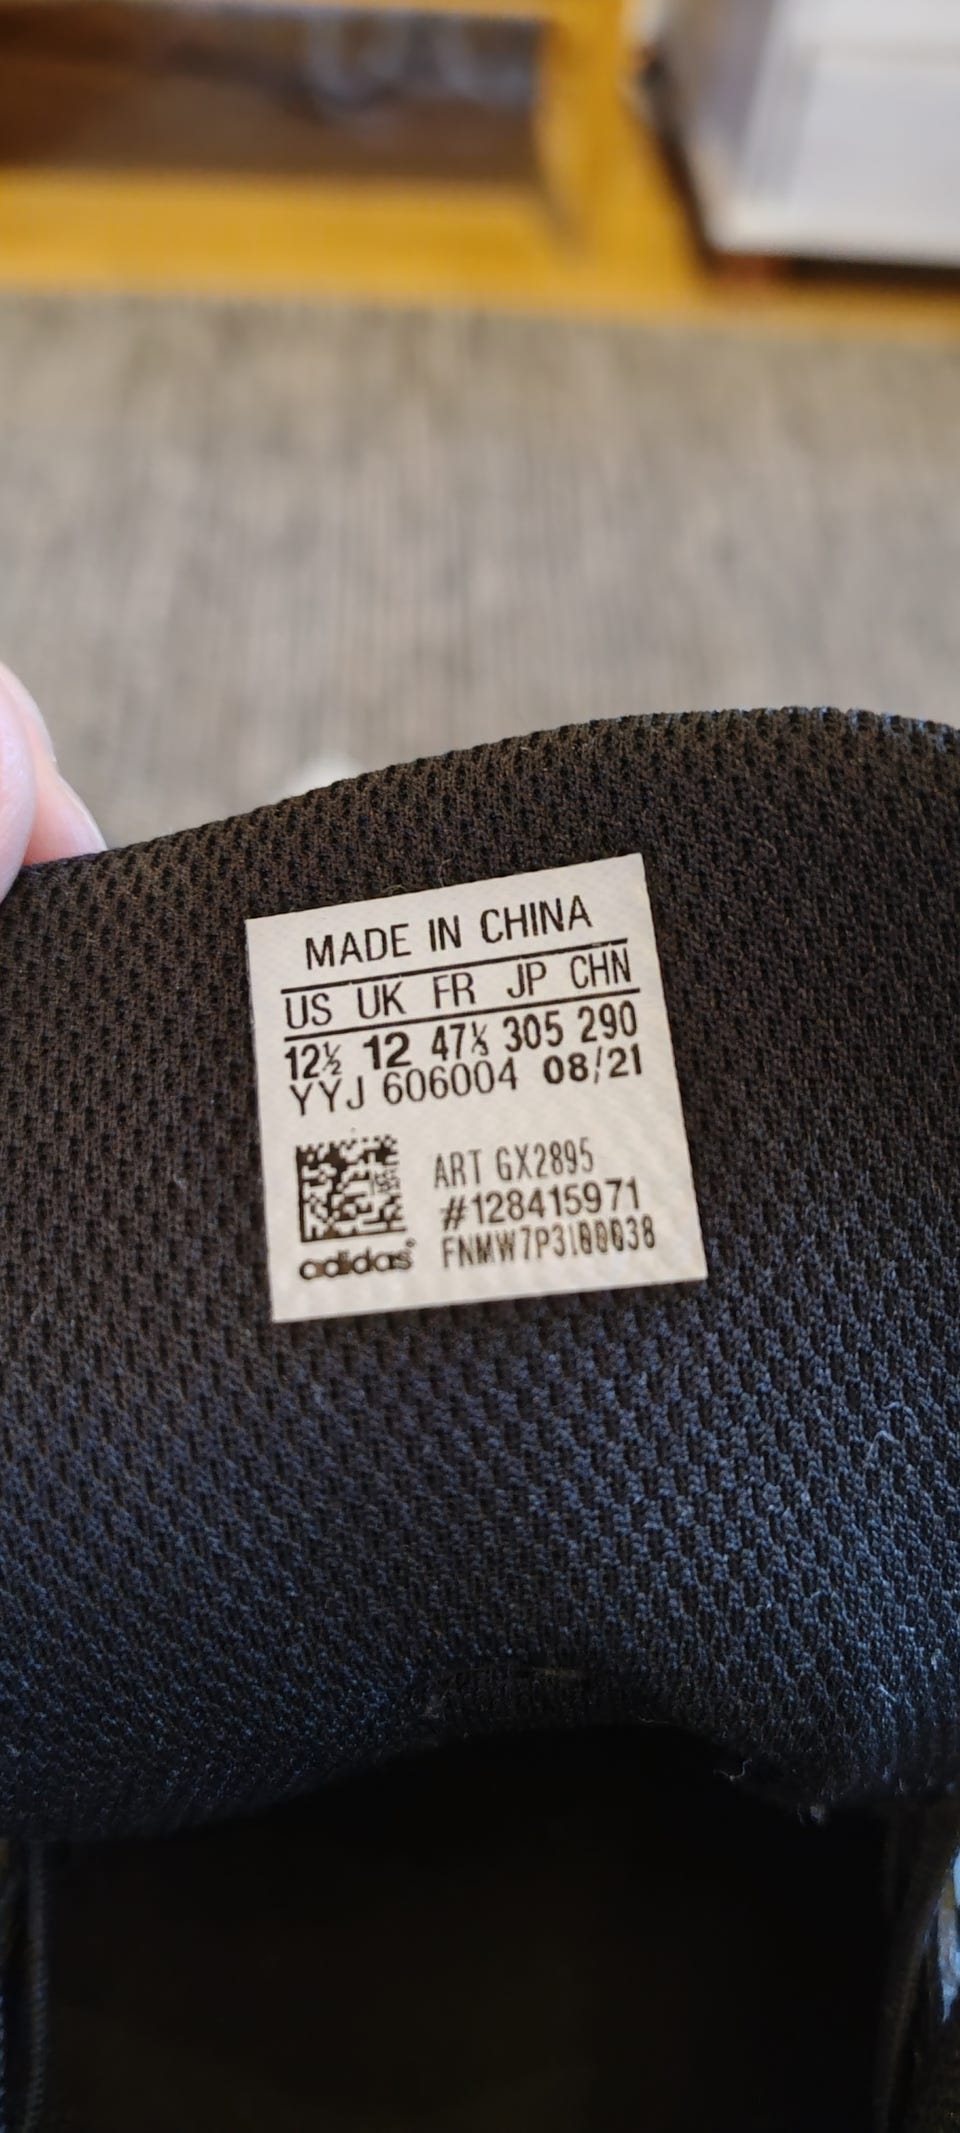 MADE IN CHINA
US UK FR JP CHN
12½ 12 47⅓ 305 290
YYJ 606004 08/21
ART GX2895
#128415971
FNMW7P3I00038
adidas®